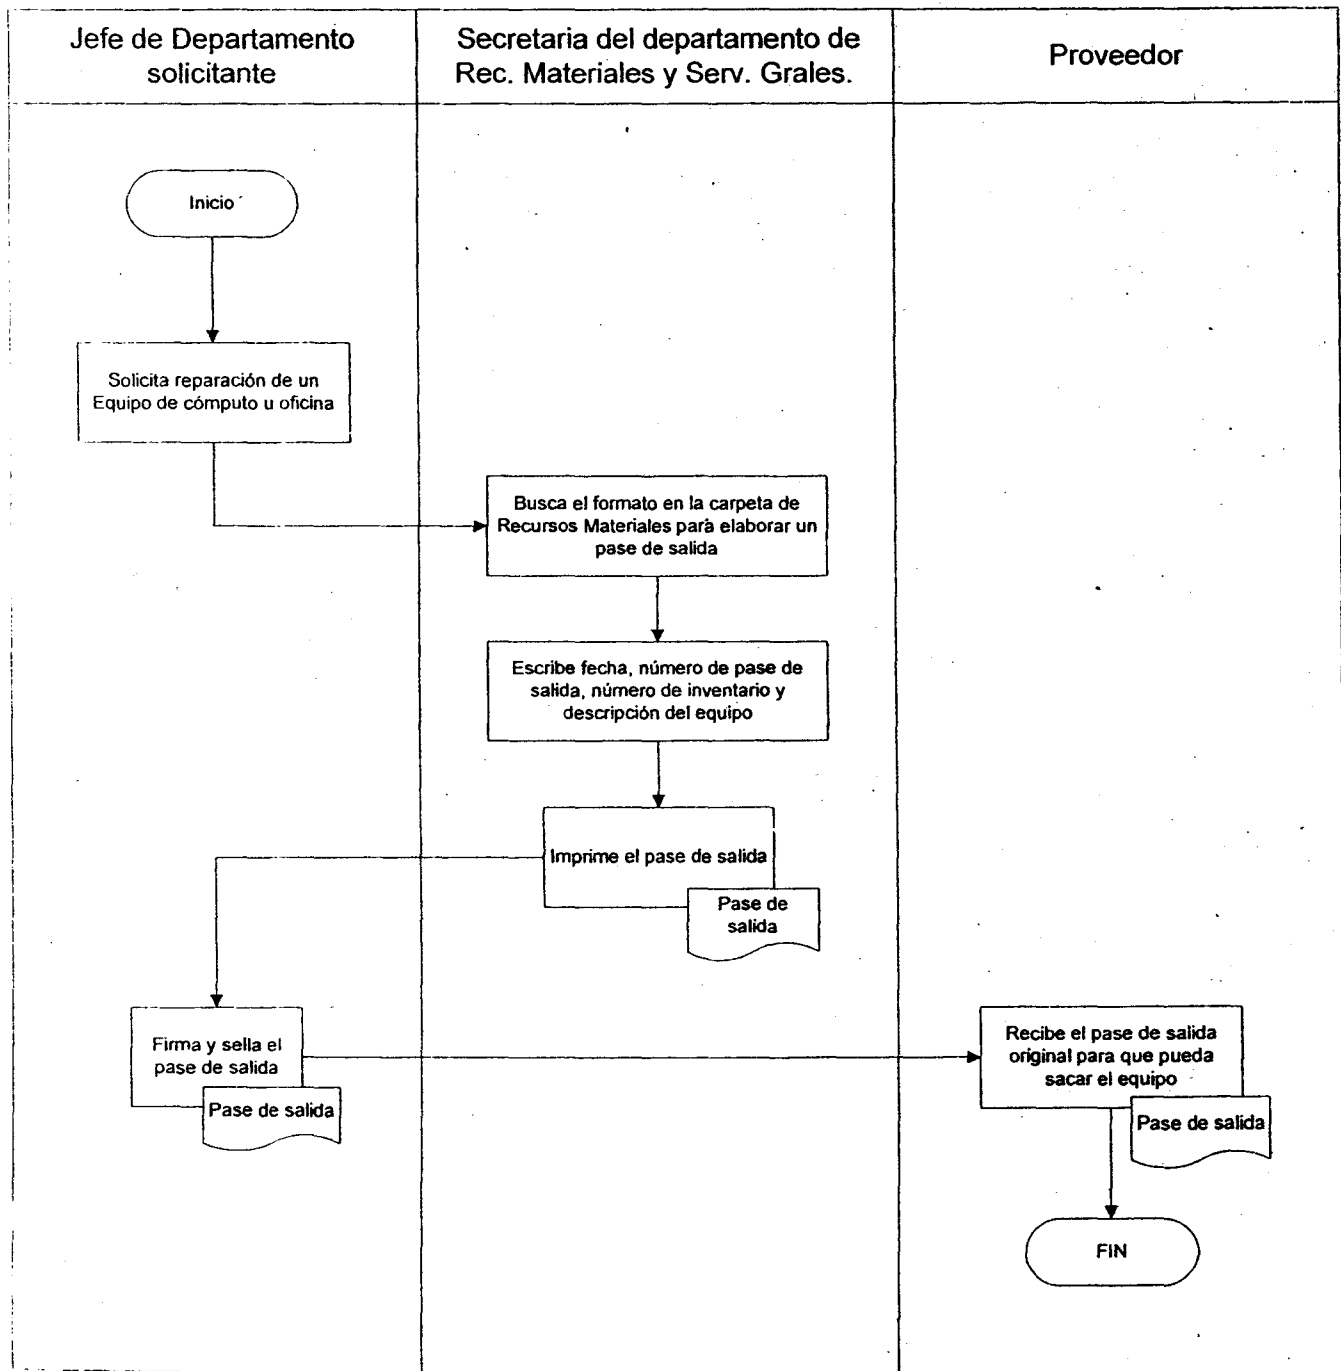 Jefe de Departamento
solicitante
Secretaria del departamento de
Rec. Materiales y Serv. Grales.
Proveedor
Inicio
Solicita reparación de un
Equipo de cómputo u oficina
Busca el formato en la carpeta de
Recursos Materiales para elaborar un
pase de salida
Escribe fecha, número de pase de
salida, número de inventario y
descripción del equipo
Imprime el pase de salida
Pase de
salida
Firma y sella el
pase de salida
Pase de salida
Recibe el pase de salida
original para que pueda
sacar el equipo
Pase de salida
FIN